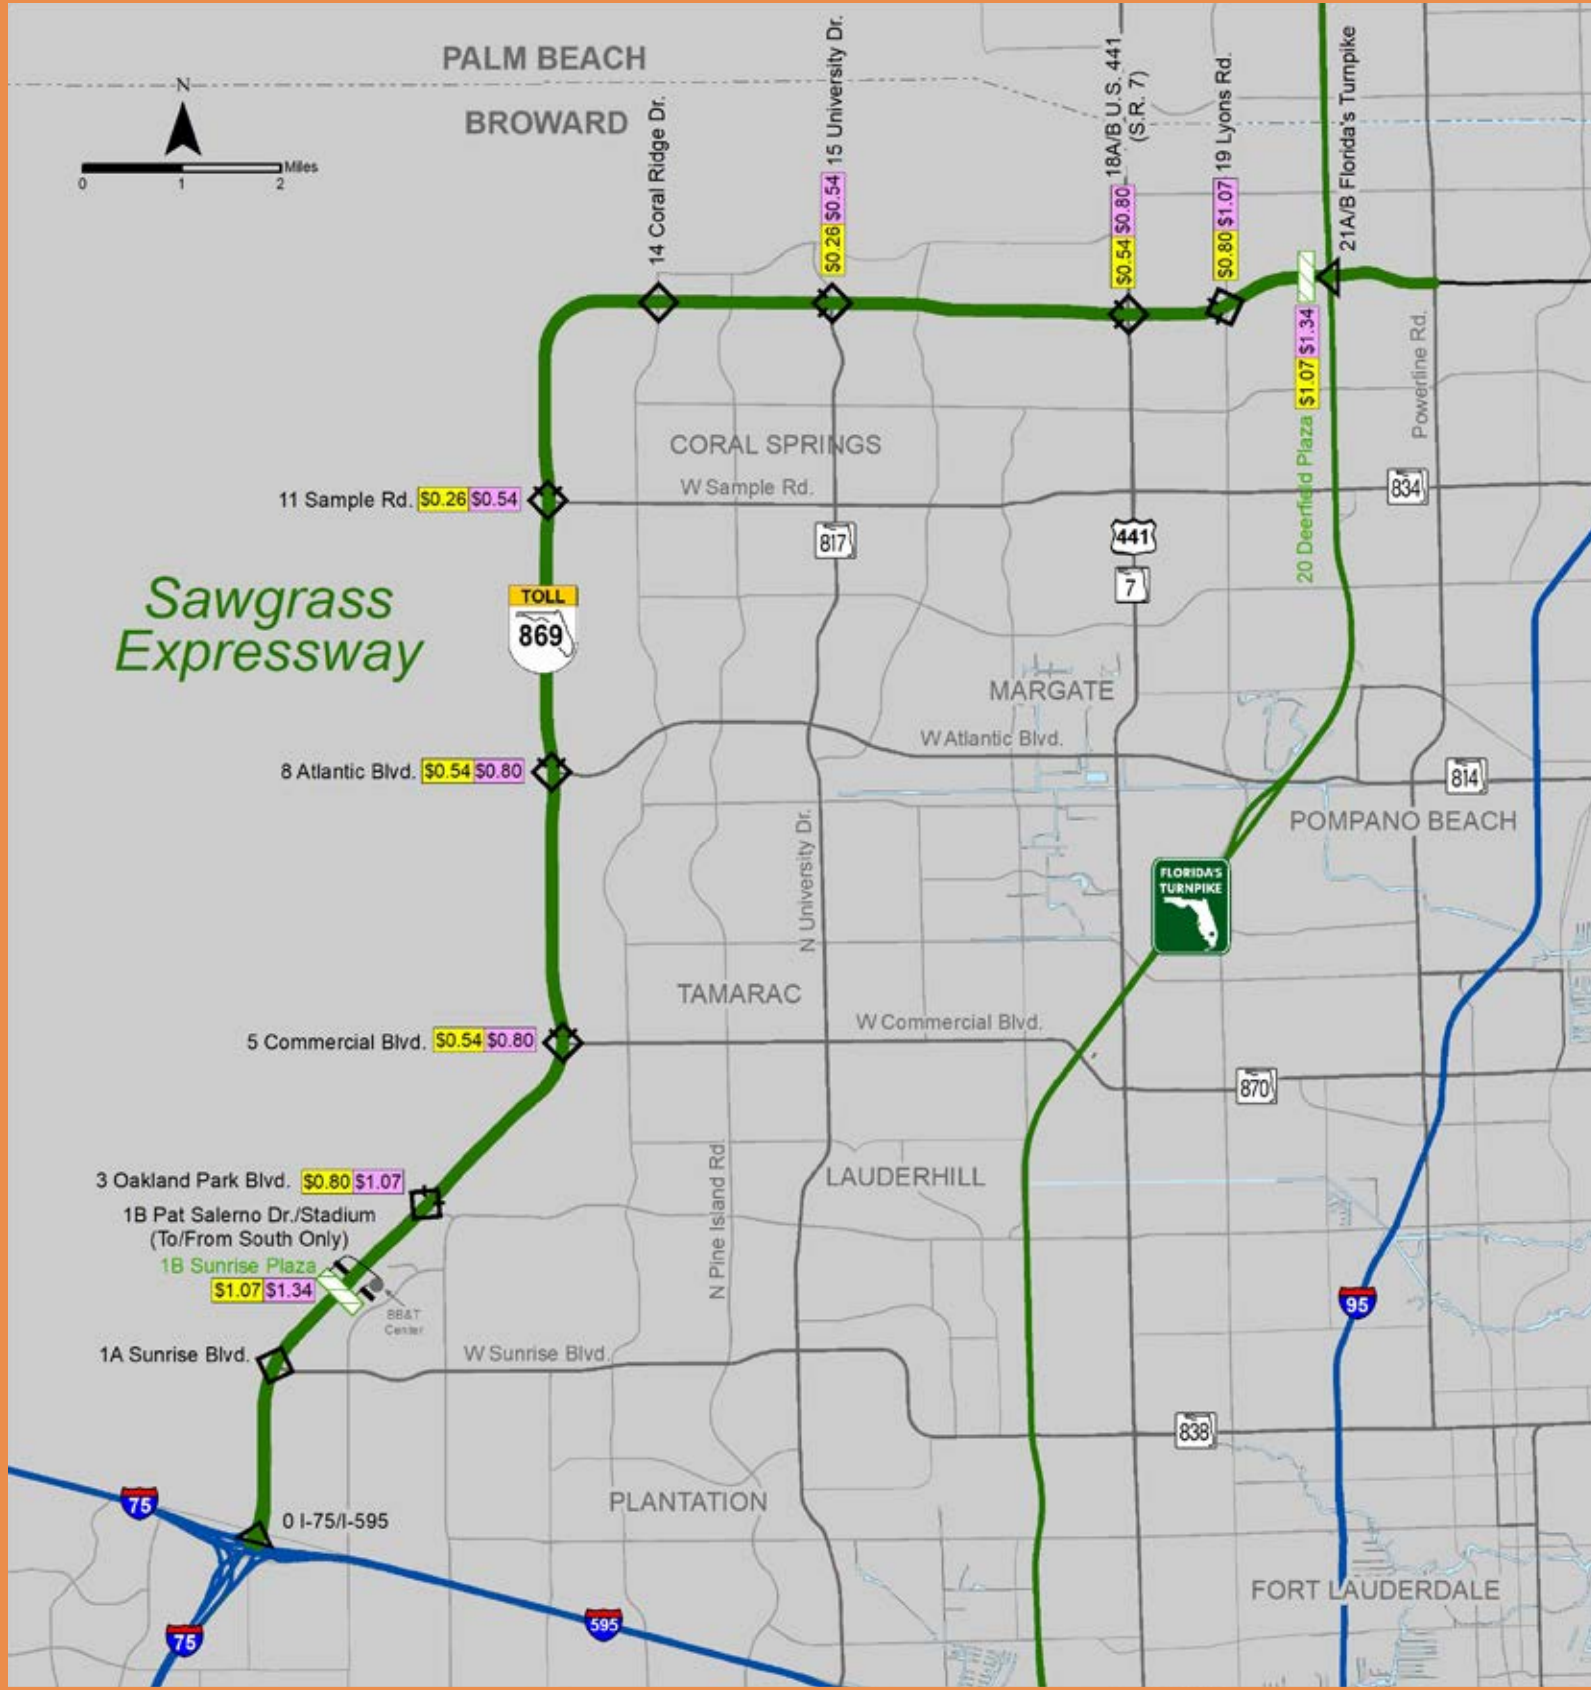 PALM BEACH
BROWARD
N
0 1 2 Miles
14 Coral Ridge Dr.
$0.26 $0.54 15 University Dr.
$0.54 $0.80 18A/B U.S. 441
(S.R. 7)
$0.80 $1.07 19 Lyons Rd.
21A/B Florida's Turnpike
20 Deerfield Plaza $1.07 $1.34
Powerline Rd.
CORAL SPRINGS
11 Sample Rd. $0.26 $0.54
W Sample Rd.
834
817
441
7
Sawgrass
Expressway
TOLL
869
MARGATE
W Atlantic Blvd.
8 Atlantic Blvd. $0.54 $0.80
814
POMPANO BEACH
N University Dr.
FLORIDA'S
TURNPIKE
TAMARAC
W Commercial Blvd.
5 Commercial Blvd. $0.54 $0.80
870
3 Oakland Park Blvd. $0.80 $1.07
LAUDERHILL
N Pine Island Rd.
1B Pat Salerno Dr./Stadium
(To/From South Only)
1B Sunrise Plaza
$1.07 $1.34
BB&T
Center
95
1A Sunrise Blvd.
W Sunrise Blvd.
838
PLANTATION
75
0 I-75/I-595
FORT LAUDERDALE
595
75